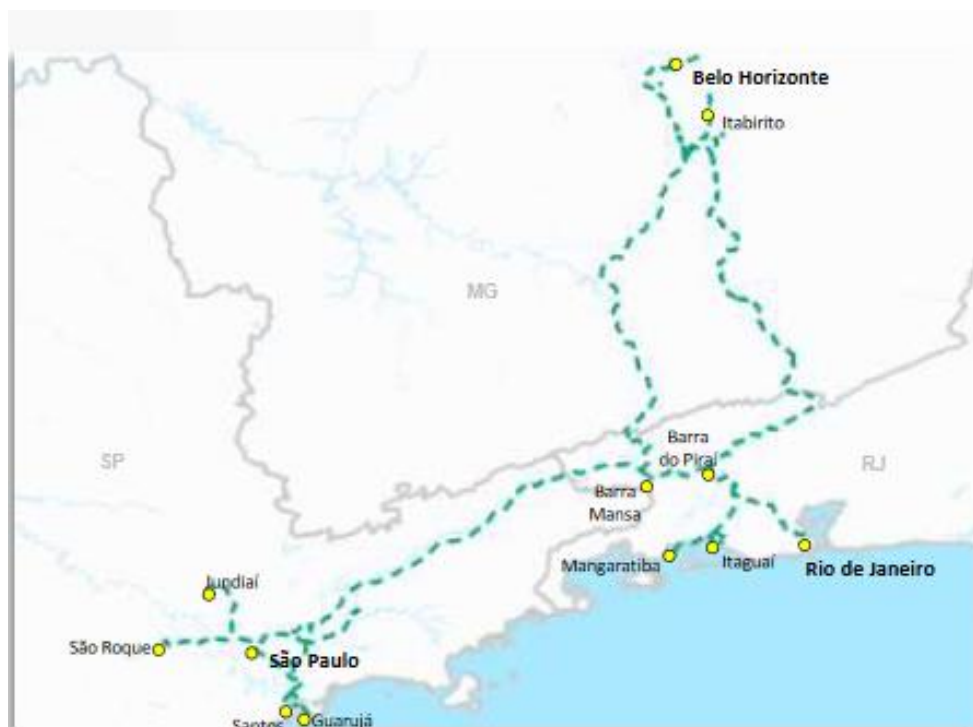 Belo Horizonte
Itabirito
MG
SP
Barra
do Piraí
RJ
Barra
Mansa
Mangaratiba
Itaguaí
Rio de Janeiro
Jundiaí
São Roque
São Paulo
Santos
Guarujá